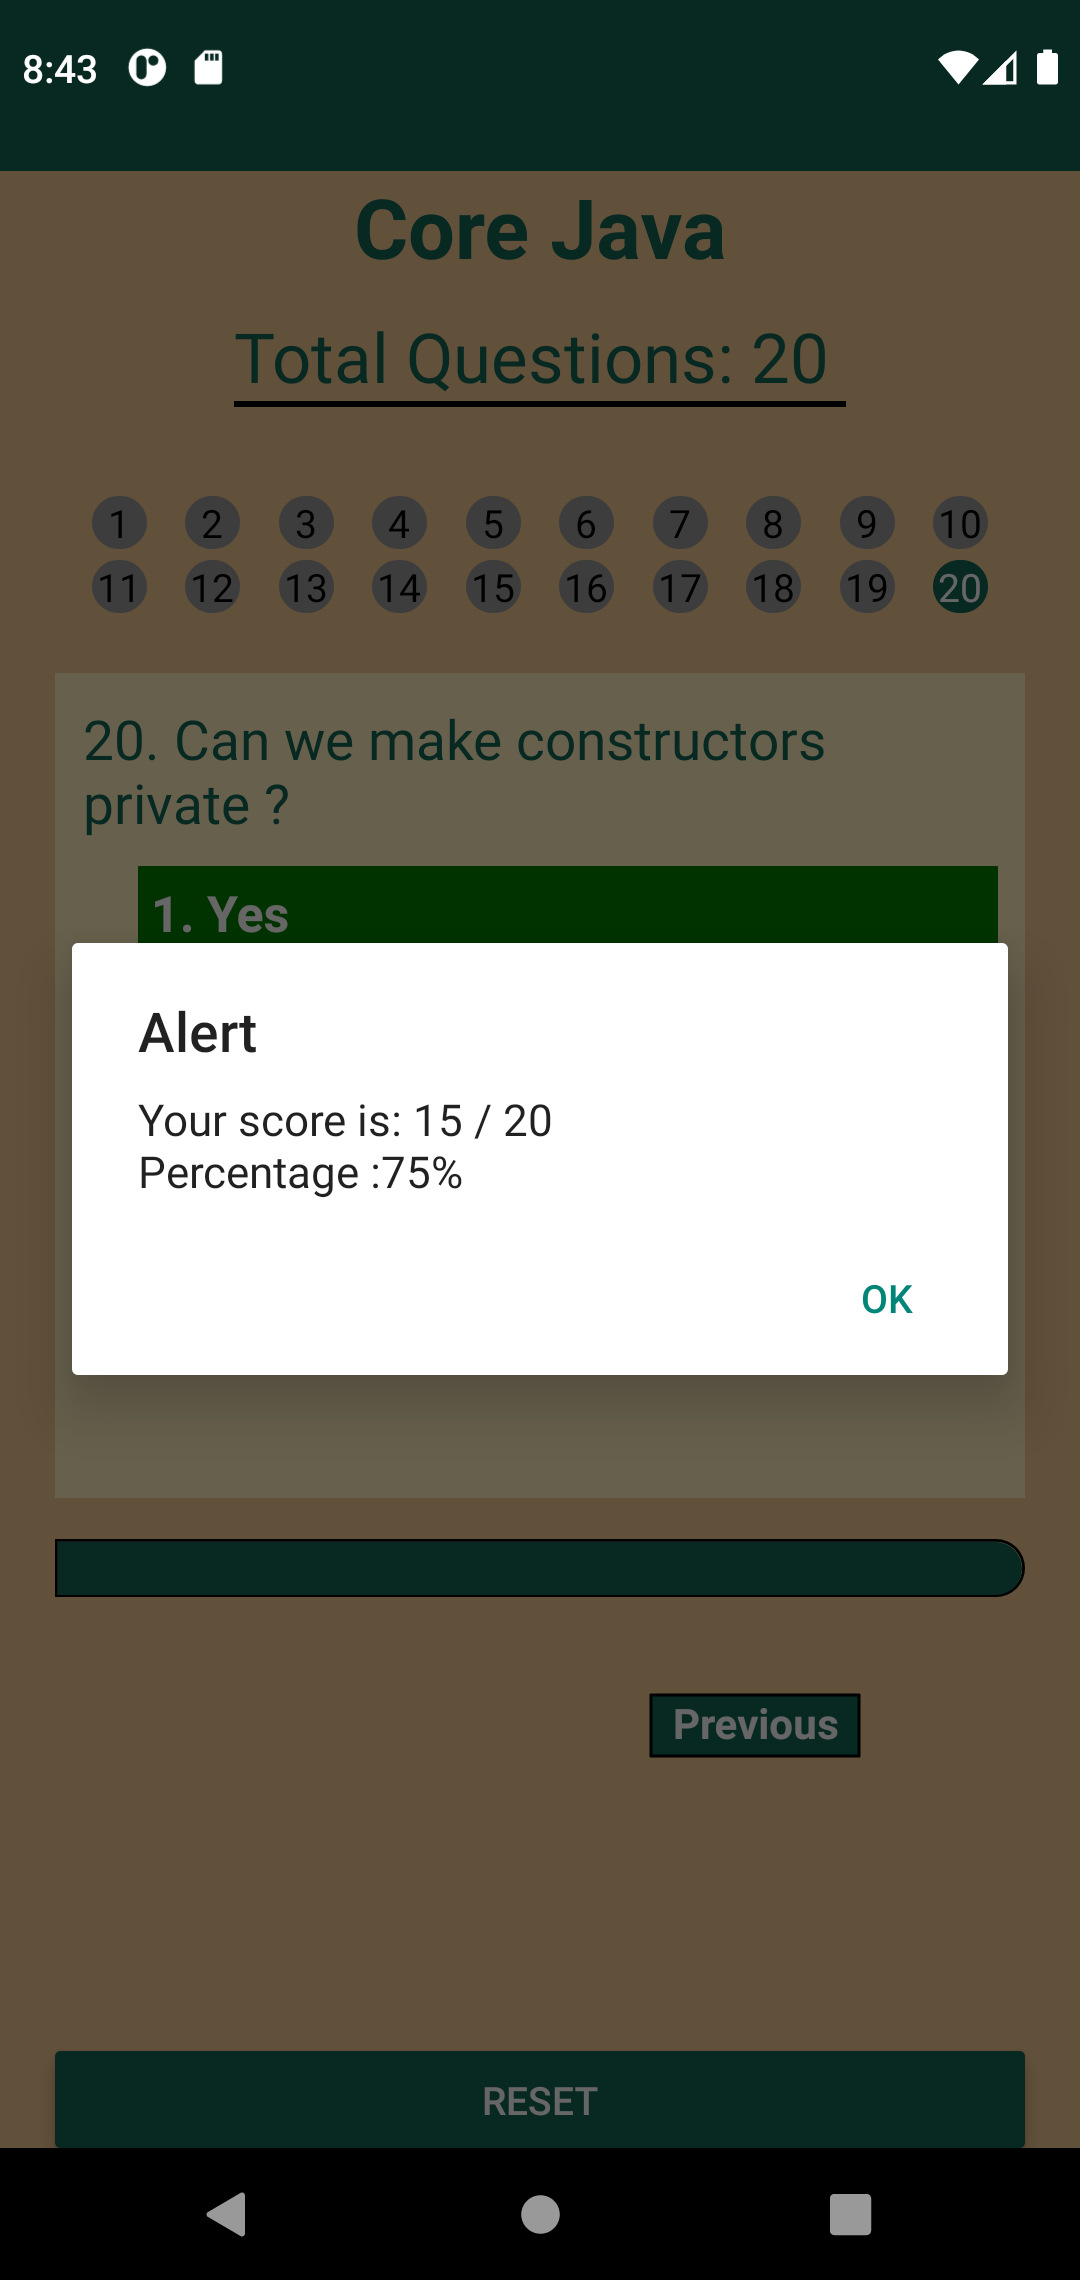 8:43
Core Java
Total Questions: 20
1 2 3 4 5 6 7 8 9 10
11 12 13 14 15 16 17 18 19 20
20. Can we make constructors
private ?
1. Yes
Alert
Your score is: 15 / 20
Percentage :75%
OK
Previous
RESET